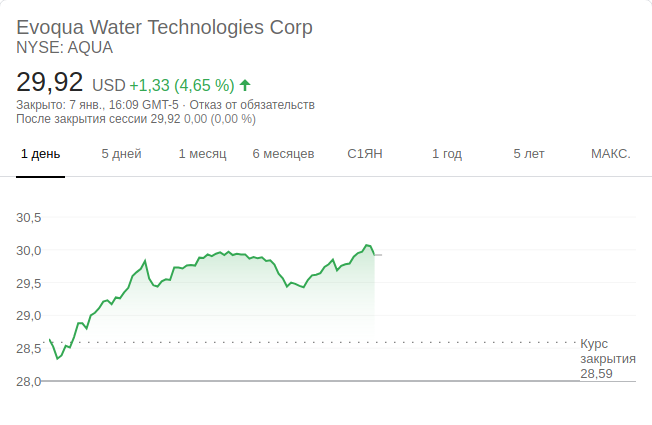 Evoqua Water Technologies Corp
NYSE: AQUA
29,92 USD +1,33 (4,65 %)
Закрыто: 7 янв., 16:09 GMT-5 · Отказ от обязательств
После закрытия сессии 29,92 0,00 (0,00 %)
1 день 5 дней 1 месяц 6 месяцев С1ЯН 1 год 5 лет МАКС.
30,5
30,0
29,5
29,0
28,5
28,0
Курс
закрытия
28,59